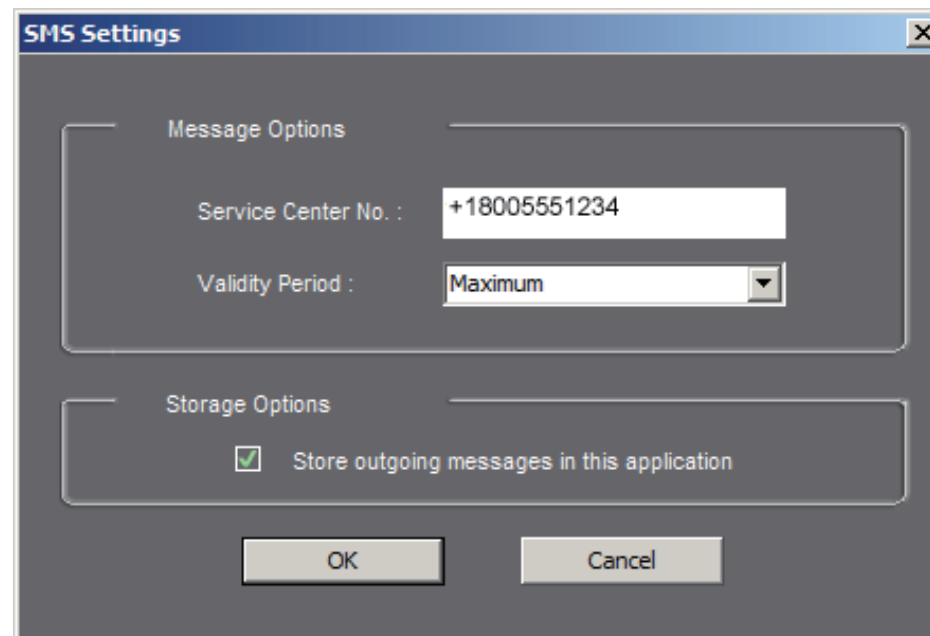 SMS Settings
Message Options
Service Center No. : +18005551234
Validity Period : Maximum
Storage Options
Store outgoing messages in this application
OK Cancel